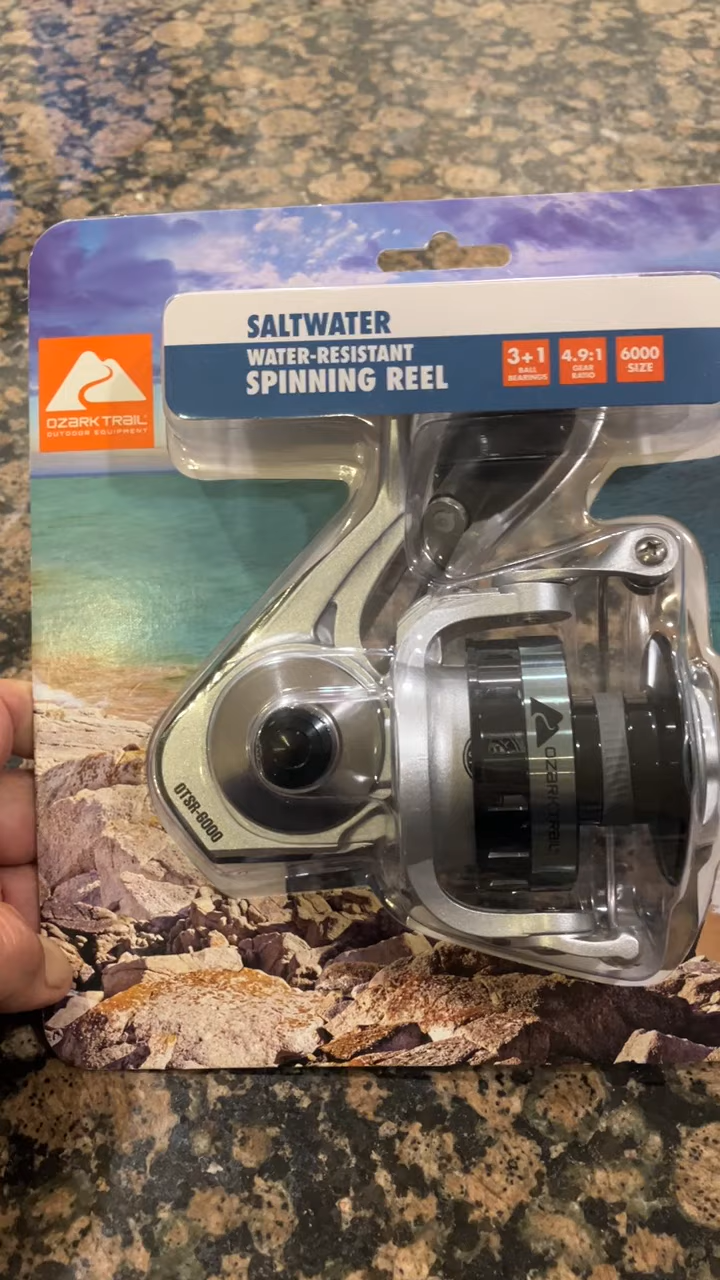 SALTWATER
WATER-RESISTANT
SPINNING REEL
3+1
BALL
BEARINGS
4.9:1
GEAR
RATIO
6000
SIZE
OZARK TRAIL
OUTDOOR EQUIPMENT
OTSR-6000
OZARK TRAIL